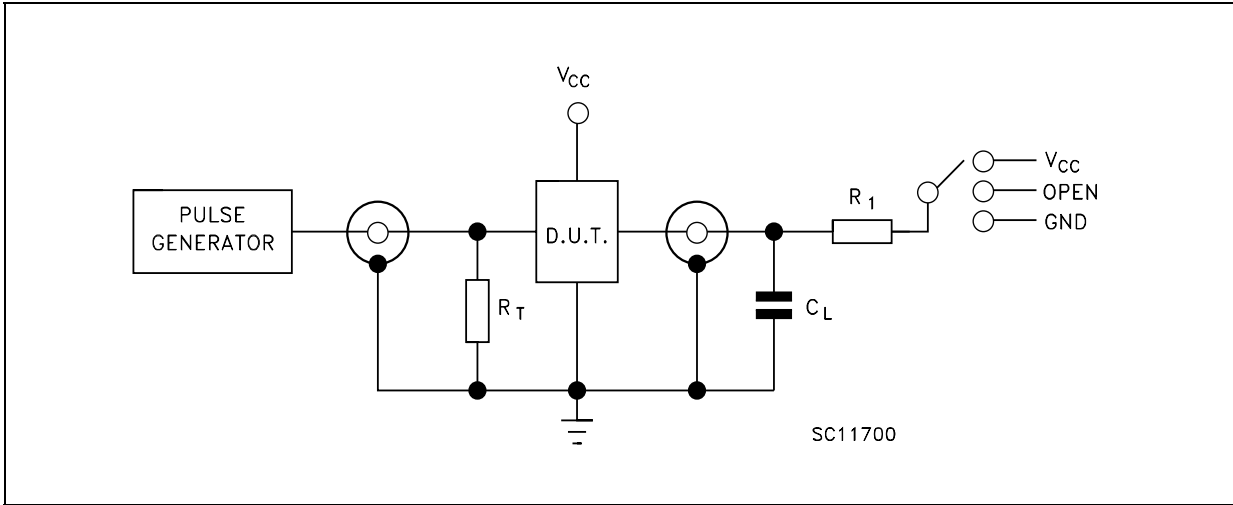 VCC
PULSE
GENERATOR
D.U.T.
RT
CL
R1
VCC
OPEN
GND
SC11700